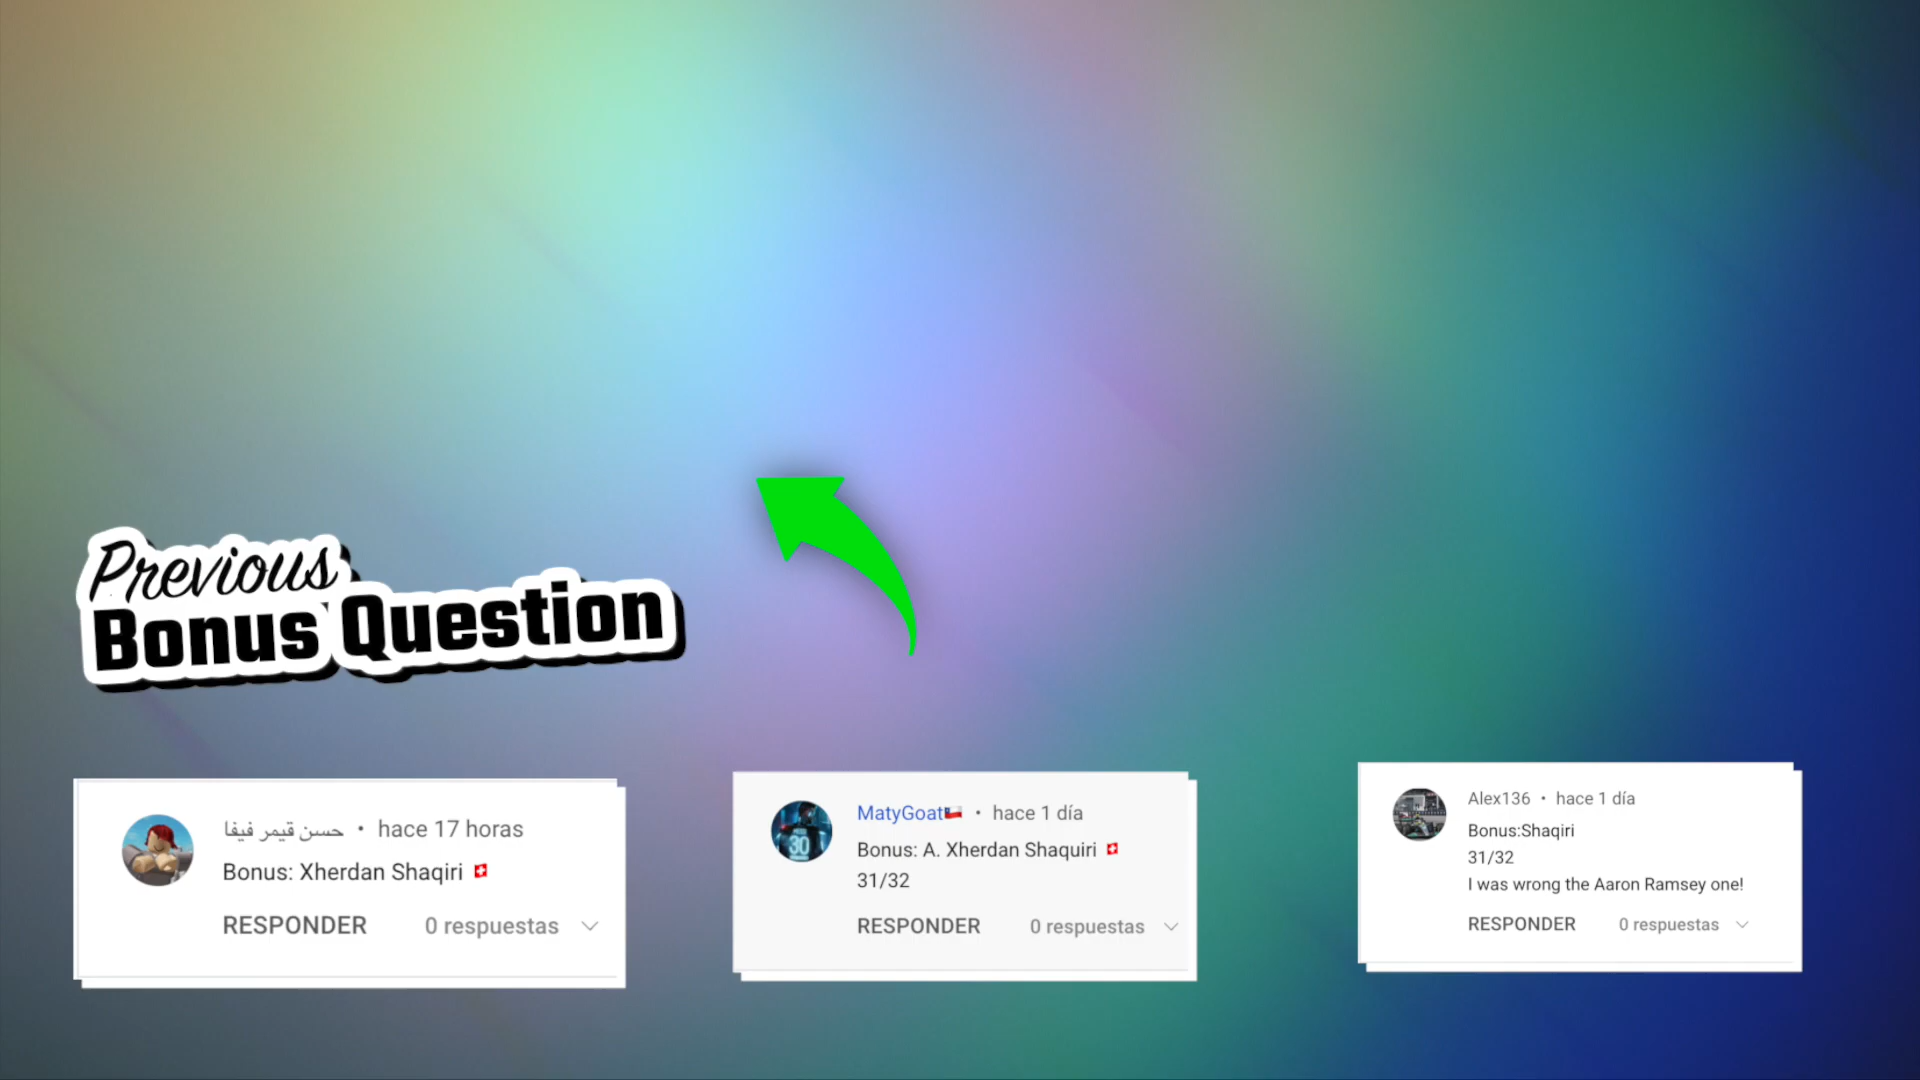 Previous
Bonus Question
حسن قيمر فيفا • hace 17 horas
Bonus: Xherdan Shaqiri 🇨🇭
RESPONDER 0 respuestas
MatyGoat🇨🇱 • hace 1 día
Bonus: A. Xherdan Shaquiri 🇨🇭
31/32
RESPONDER 0 respuestas
Alex136 • hace 1 día
Bonus:Shaqiri
31/32
I was wrong the Aaron Ramsey one!
RESPONDER 0 respuestas
30